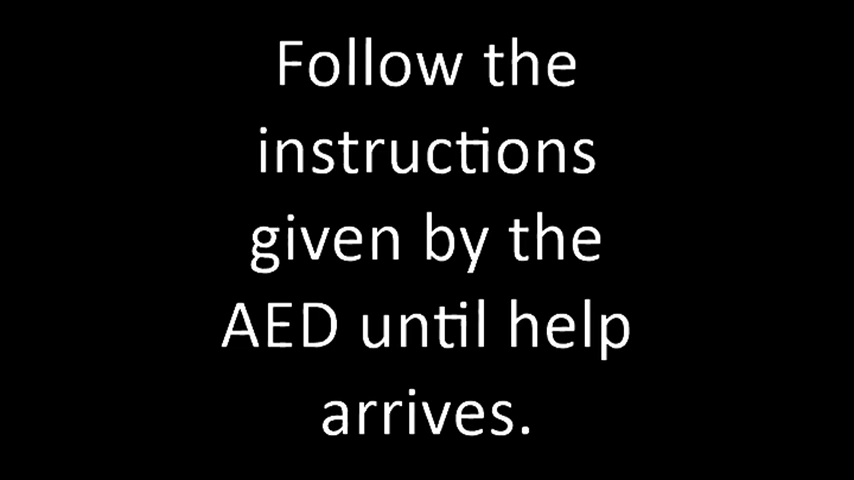 Follow the
instructions
given by the
AED until help
arrives.